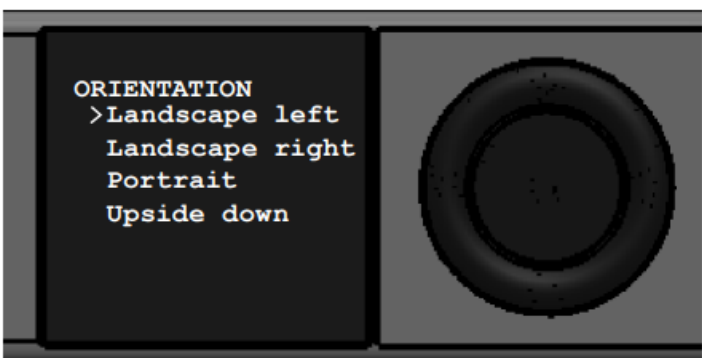 ORIENTATION
>Landscape left
Landscape right
Portrait
Upside down